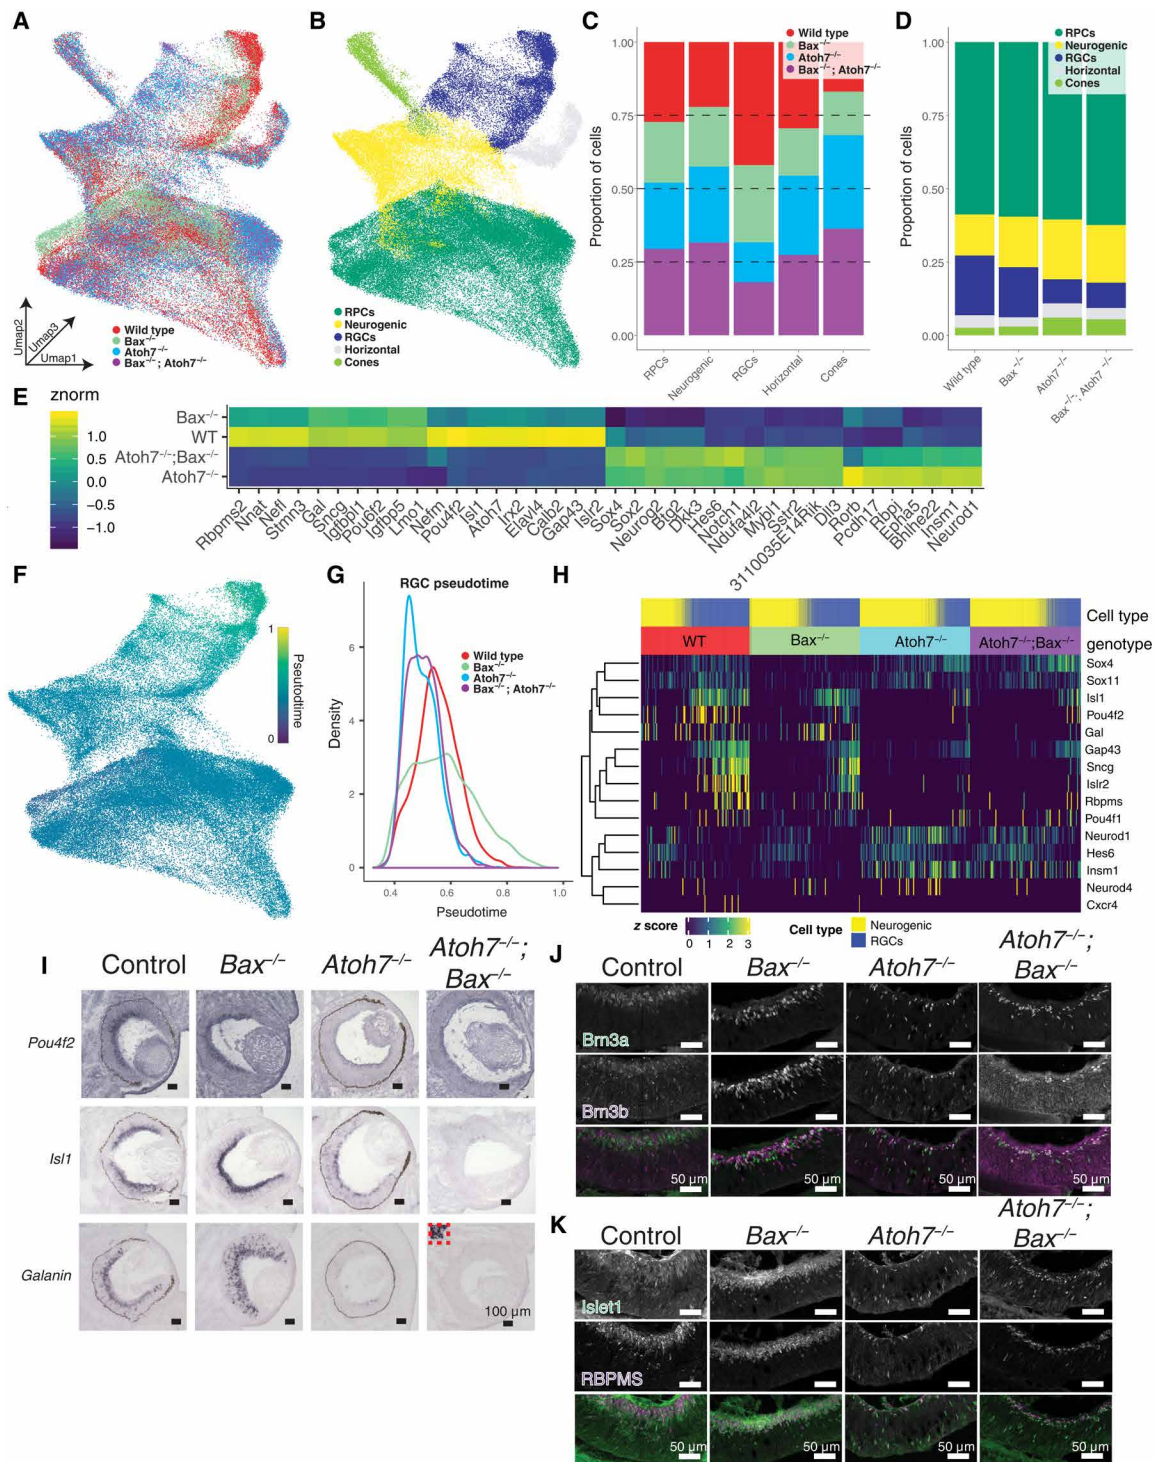 A
Umap2
Umap3
Umap1
Wild type
Bax⁻/⁻
Atoh7⁻/⁻
Bax⁻/⁻; Atoh7⁻/⁻
B
RPCs
Neurogenic
RGCs
Horizontal
Cones
C
Proportion of cells
1.00
0.75
0.50
0.25
0.00
Wild type
Bax⁻/⁻
Atoh7⁻/⁻
Bax⁻/⁻; Atoh7⁻/⁻
RPCs
Neurogenic
RGCs
Horizontal
Cones
D
Proportion of cells
1.00
0.75
0.50
0.25
0.00
RPCs
Neurogenic
RGCs
Horizontal
Cones
Wild type
Bax⁻/⁻
Atoh7⁻/⁻
Bax⁻/⁻; Atoh7⁻/⁻
E
znorm
1.0
0.5
0.0
−1.0
Bax⁻/⁻
WT
Atoh7⁻/⁻;Bax⁻/⁻
Atoh7⁻/⁻
Rbpms2
Nnat
Nefl
Stmn3
Gal
Sncg
Igfbpl1
Pou6f2
Igfbp5
Lmo1
Nefm
Pou4f2
Isl1
Atoh7
Irx2
Elavl4
Calb2
Gap43
Islr2
Sox4
Sox2
Neurog2
Btg2
Dkk3
Hes6
Notch1
Ndufa4l2
Mybl1
Sstr2
3110035E14Rik
Dll3
Rorb
Pcdh17
Rbpj
Epha5
Bhlhe22
Insm1
Neurod1
F
1
0
Pseutodtime
G
RGC pseudotime
Density
6
4
2
0
Wild type
Bax⁻/⁻
Atoh7⁻/⁻
Bax⁻/⁻; Atoh7⁻/⁻
0.4
0.6
0.8
1.0
Pseudotime
H
Cell type
genotype
WT
Bax⁻/⁻
Atoh7⁻/⁻
Atoh7⁻/⁻;Bax⁻/⁻
Sox4
Sox11
Isl1
Pou4f2
Gal
Gap43
Sncg
Islr2
Rbpms
Pou4f1
Neurod1
Hes6
Insm1
Neurod4
Cxcr4
z score
0 1 2 3
Cell type
Neurogenic
RGCs
I
Control
Bax⁻/⁻
Atoh7⁻/⁻
Atoh7⁻/⁻;
Bax⁻/⁻
Pou4f2
Isl1
Galanin
100 µm
J
Control
Bax⁻/⁻
Atoh7⁻/⁻
Atoh7⁻/⁻;
Bax⁻/⁻
Brn3a
Brn3b
50 µm
50 µm
50 µm
50 µm
K
Control
Bax⁻/⁻
Atoh7⁻/⁻
Atoh7⁻/⁻;
Bax⁻/⁻
Islet1
RBPMS
50 µm
50 µm
50 µm
50 µm